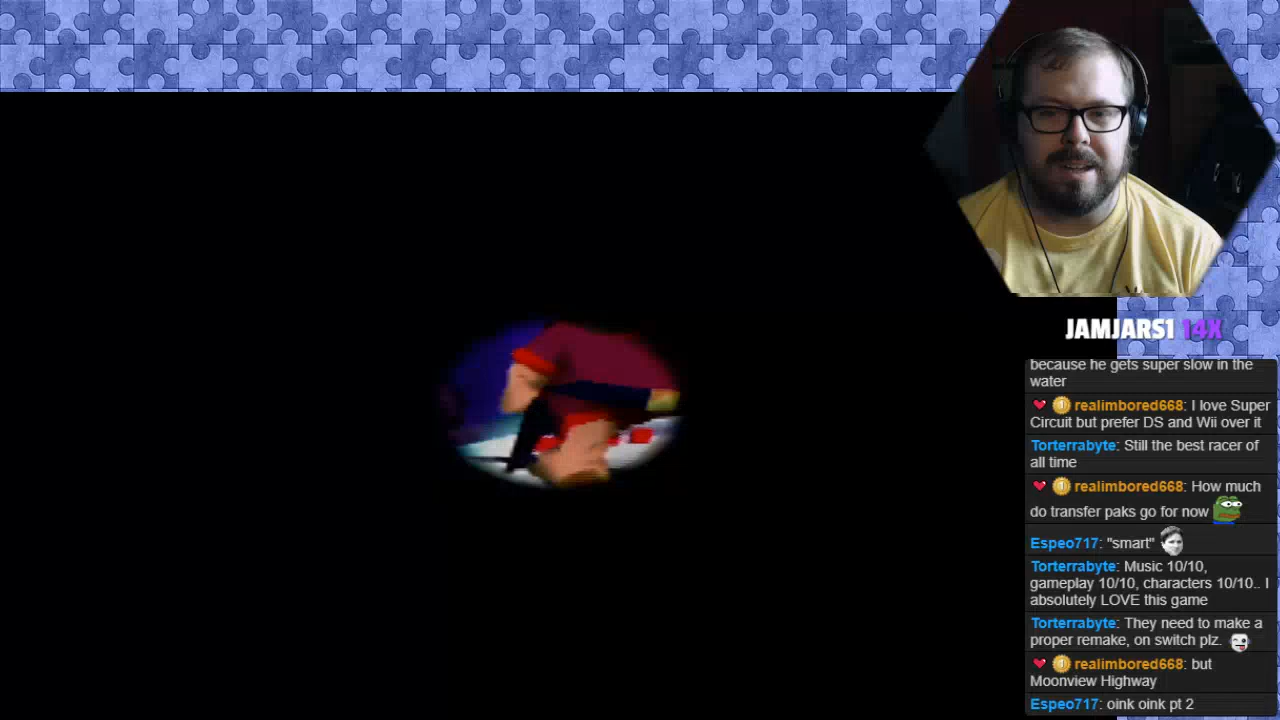 JAMJARS1 14X
because he gets super slow in the
water
realimbored668: I love Super
Circuit but prefer DS and Wii over it
Torterrabyte: Still the best racer of
all time
realimbored668: How much
do transfer paks go for now
Espeo717: "smart"
Torterrabyte: Music 10/10,
gameplay 10/10, characters 10/10.. I
absolutely LOVE this game
Torterrabyte: They need to make a
proper remake, on switch plz.
realimbored668: but
Moonview Highway
Espeo717: oink oink pt 2